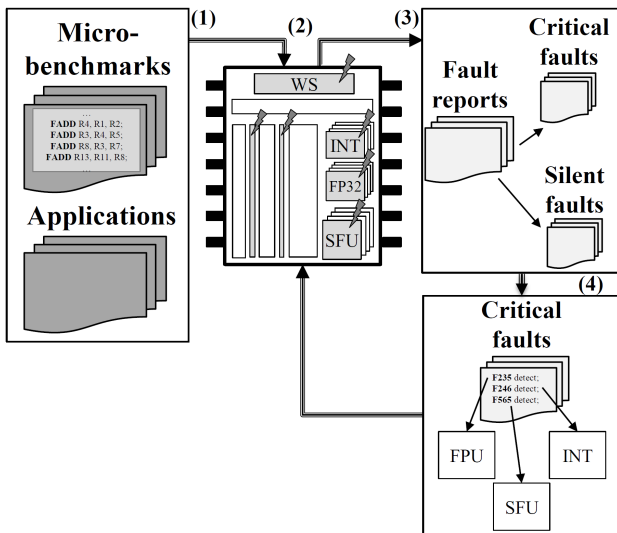 (1)
(2)
(3)
Micro-
benchmarks
...
FADD R4, R1, R2;
FADD R3, R4, R5;
FADD R8, R3, R7;
FADD R13, R11, R8;
...
Applications
WS
INT
FP32
SFU
Fault
reports
Critical
faults
Silent
faults
(4)
Critical
faults
F235 detect;
F246 detect;
F565 detect;
FPU
INT
SFU